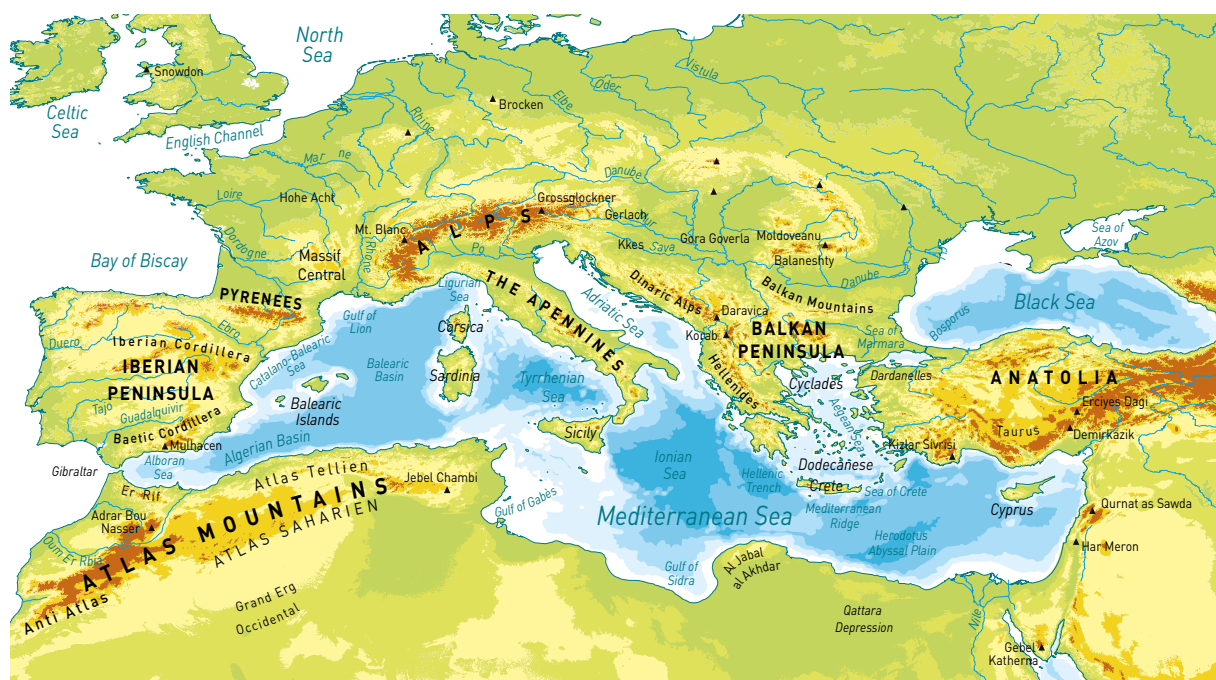 North
Sea
Snowdon
Vistula
Oder
Elbe
Brocken
Celtic
Sea
Rhine
English Channel
Mar ne
Danube
Loire
Hohe Acht
Grossglockner
ALPS
Gerlach
Mur
Mt. Blanc
Dordogne
Rhone
Po
Kkes
Sava
Góra Goverla
Moldoveanu
Balaneshty
Sea of
Azov
Bay of Biscay
Massif
Central
Danube
PYRENEES
Ligurian
Sea
THE APENNINES
Dinaric Alps
Balkan Mountains
Black Sea
Adriatic Sea
Daravica
Bosporus
Gulf of
Lion
Corsica
Korab
BALKAN
PENINSULA
Sea of
Marmara
Duero
Ebro
Iberian Cordillera
Catalano-Balearic
Sea
Balearic
Basin
Sardinia
Tyrrhenian
Sea
Hellenides
Cyclades
Dardanelles
ANATOLIA
IBERIAN
PENINSULA
Tajo
Guadalquivir
Balearic
Islands
Aegean Sea
Erciyes Dagi
Baetic Cordillera
Mulhacen
Algerian Basin
Sicily
Kizlar Sivrisi
Taurus
Demirkazik
Gibraltar
Alboran
Sea
Atlas Tellien
Jebel Chambi
Ionian
Sea
Hellenic
Trench
Dodecanese
Crete
Sea of Crete
Er Rif
ATLAS MOUNTAINS
ATLAS SAHARIEN
Gulf of Gabès
Mediterranean Sea
Mediterranean
Ridge
Cyprus
Qurnat as Sawda
Adrar Bou
Nasser
Oum Er Rbia
Herodotus
Abyssal Plain
Har Meron
Anti Atlas
Gulf of
Sidra
Al Jabal
al Akhdar
Grand Erg
Occidental
Qattara
Depression
Nile
Gebel
Katherna